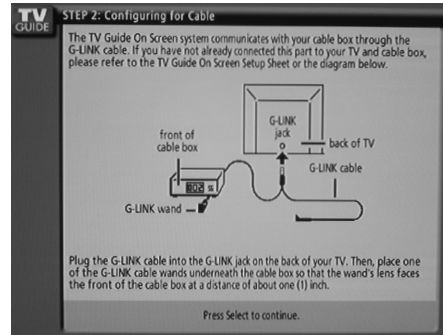 TV
GUIDE
STEP 2: Configuring for Cable
The TV Guide On Screen system communicates with your cable box through the
G-LINK cable. If you have not already connected this part to your TV and cable box,
please refer to the TV Guide On Screen Setup Sheet or the diagram below.
G-LINK
jack
front of
cable box
back of TV
G-LINK cable
G-LINK wand
Plug the G-LINK cable into the G-LINK jack on the back of your TV. Then, place one
of the G-LINK cable wands underneath the cable box so that the wand's lens faces
the front of the cable box at a distance of about one (1) inch.
Press Select to continue.